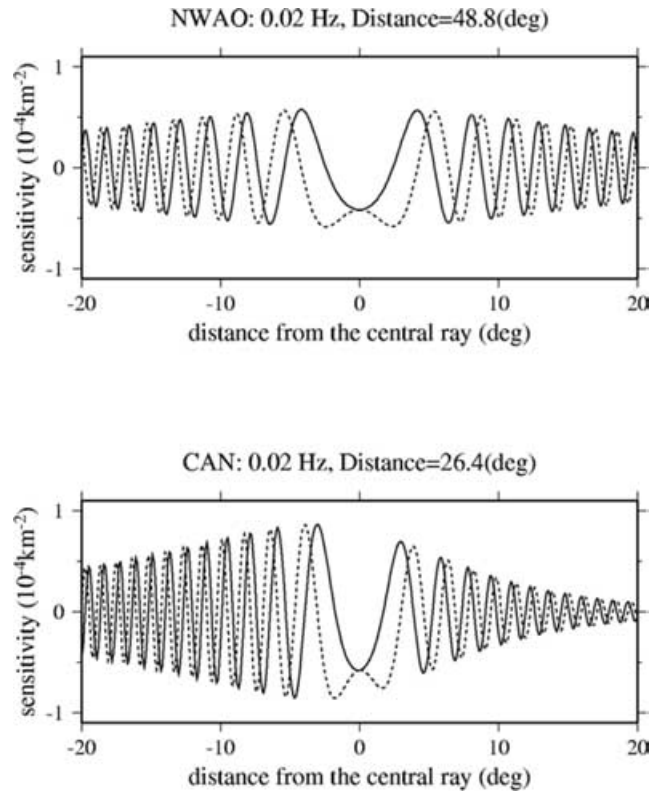 NWAO: 0.02 Hz, Distance=48.8(deg)
1
0
-1
sensitivity (10⁻⁴km⁻²)
-20 -10 0 10 20
distance from the central ray (deg)
CAN: 0.02 Hz, Distance=26.4(deg)
1
0
-1
sensitivity (10⁻⁴km⁻²)
-20 -10 0 10 20
distance from the central ray (deg)